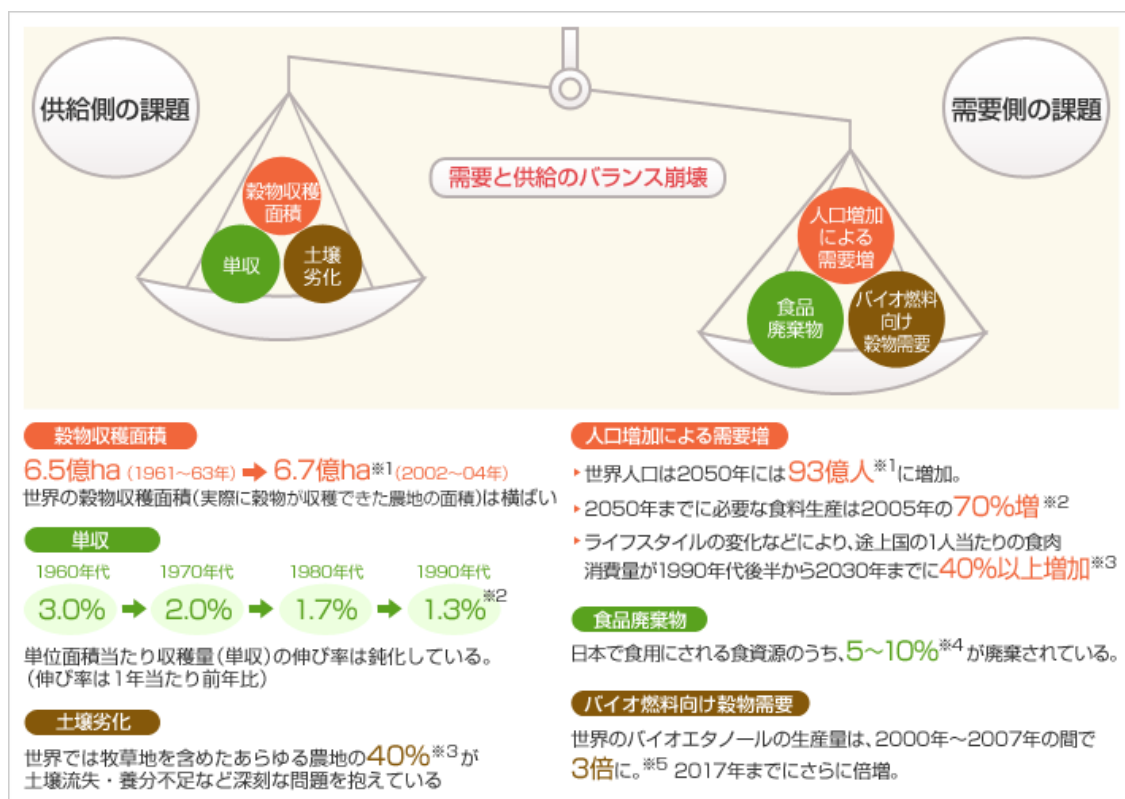 供給側の課題
需要側の課題
需要と供給のバランス崩壊
穀物収穫
面積
単収
土壌
劣化
人口増加
による
需要増
食品
廃棄物
バイオ燃料
向け
穀物需要
穀物収穫面積
6.5億ha (1961〜63年) ➡ 6.7億ha※1 (2002〜04年)
世界の穀物収穫面積(実際に穀物が収穫できた農地の面積)は横ばい
単収
1960年代 1970年代 1980年代 1990年代
3.0% ➡ 2.0% ➡ 1.7% ➡ 1.3%※2
単位面積当たり収穫量(単収)の伸び率は鈍化している。
(伸び率は1年当たり前年比)
土壌劣化
世界では牧草地を含めたあらゆる農地の40%※3が
土壌流失・養分不足など深刻な問題を抱えている
人口増加による需要増
▸世界人口は2050年には93億人※1に増加。
▸2050年までに必要な食料生産は2005年の70%増※2
▸ライフスタイルの変化などにより、途上国の1人当たりの食肉
消費量が1990年代後半から2030年までに40%以上増加※3
食品廃棄物
日本で食用にされる食資源のうち、5〜10%※4が廃棄されている。
バイオ燃料向け穀物需要
世界のバイオエタノールの生産量は、2000年〜2007年の間で
3倍に。※5 2017年までにさらに倍増。